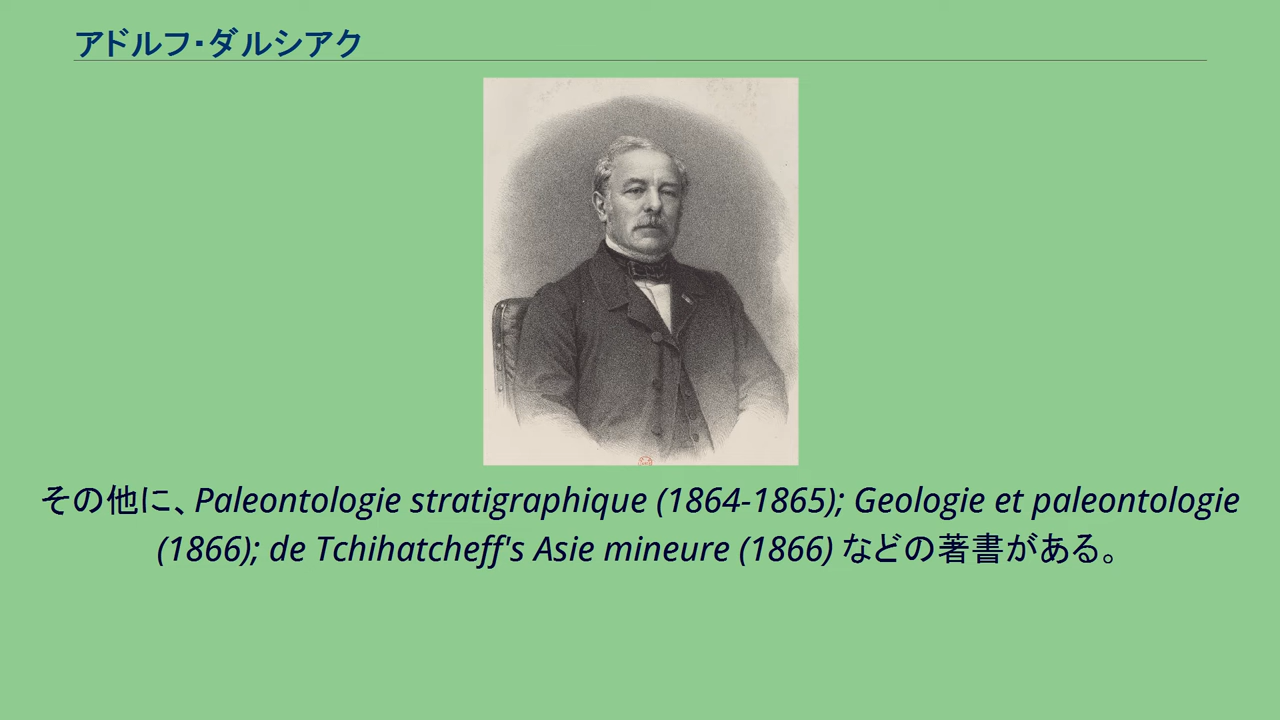 アドルフ・ダルシアク
その他に、Paleontologie stratigraphique (1864-1865); Geologie et paleontologie
(1866); de Tchihatcheff's Asie mineure (1866) などの著書がある。